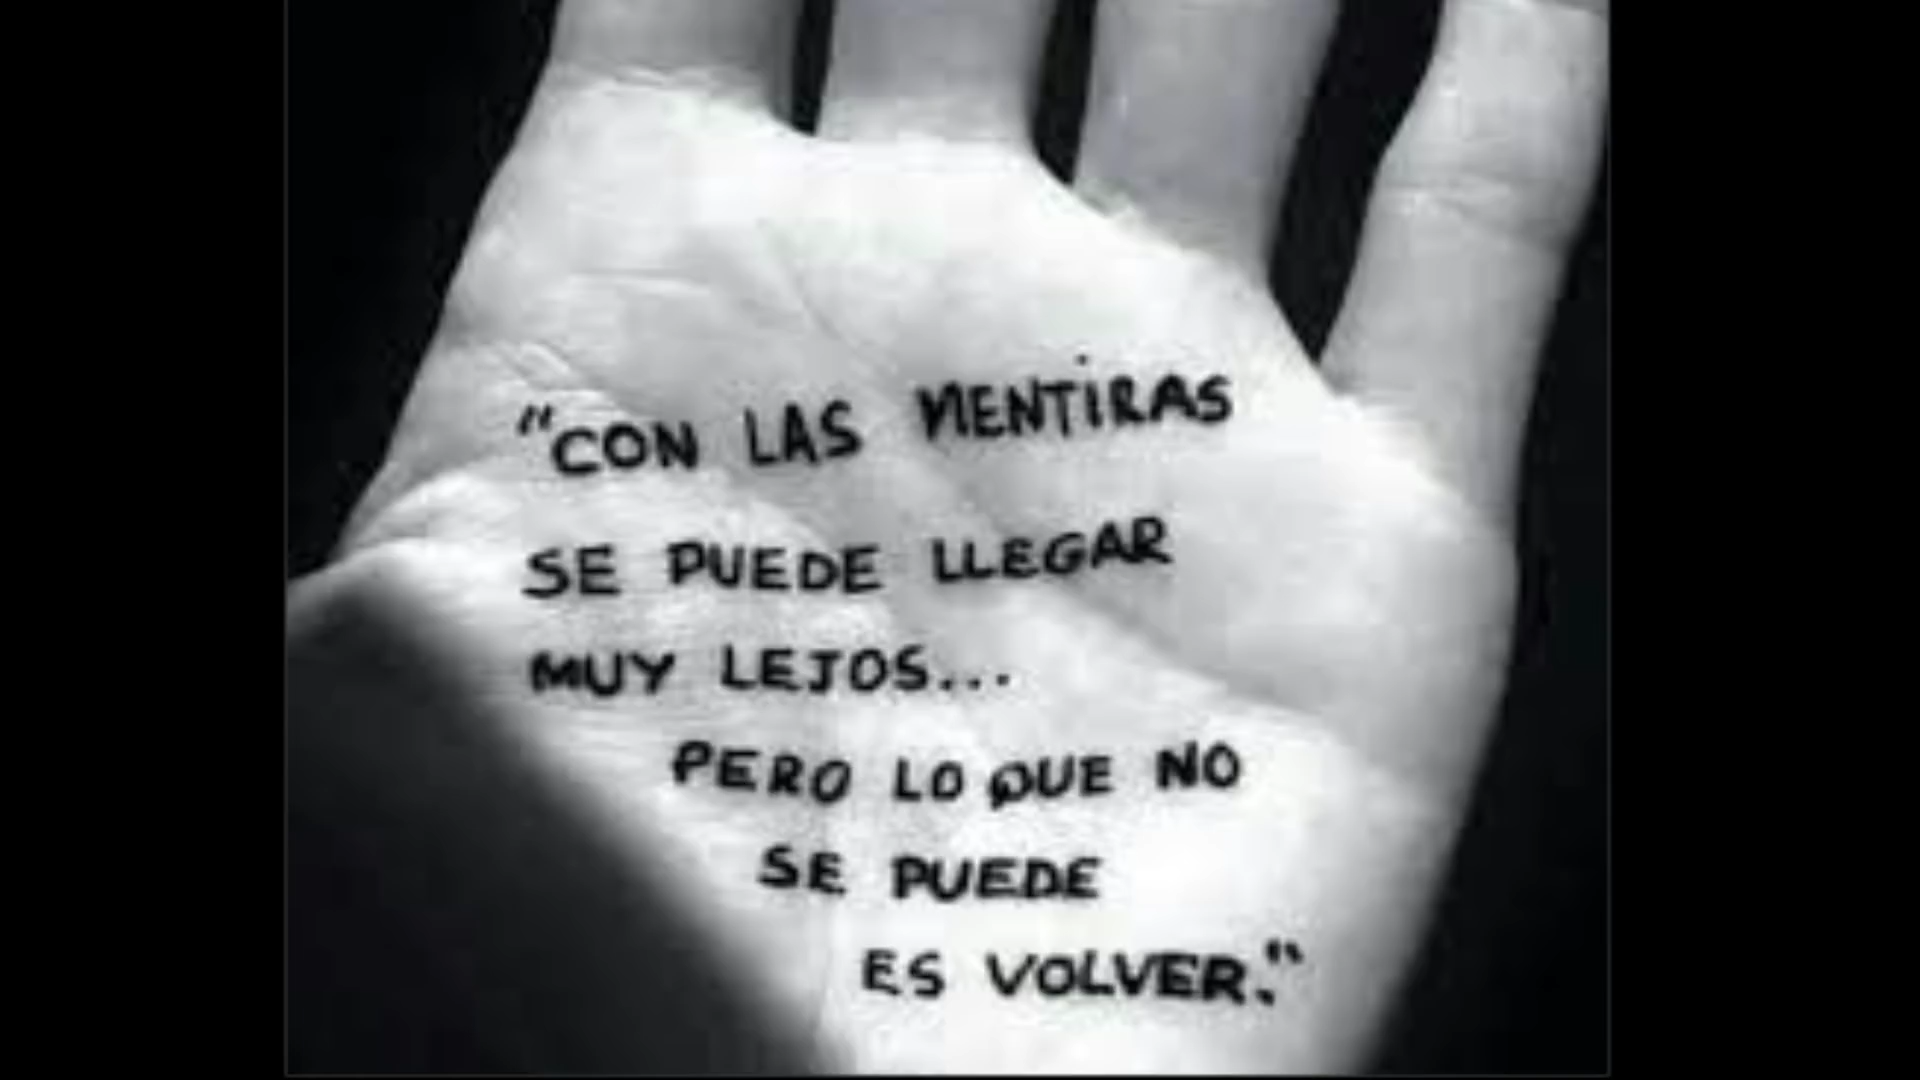 "CON LAS MENTIRAS
SE PUEDE LLEGAR
MUY LEJOS...
PERO LO QUE NO
SE PUEDE
ES VOLVER."